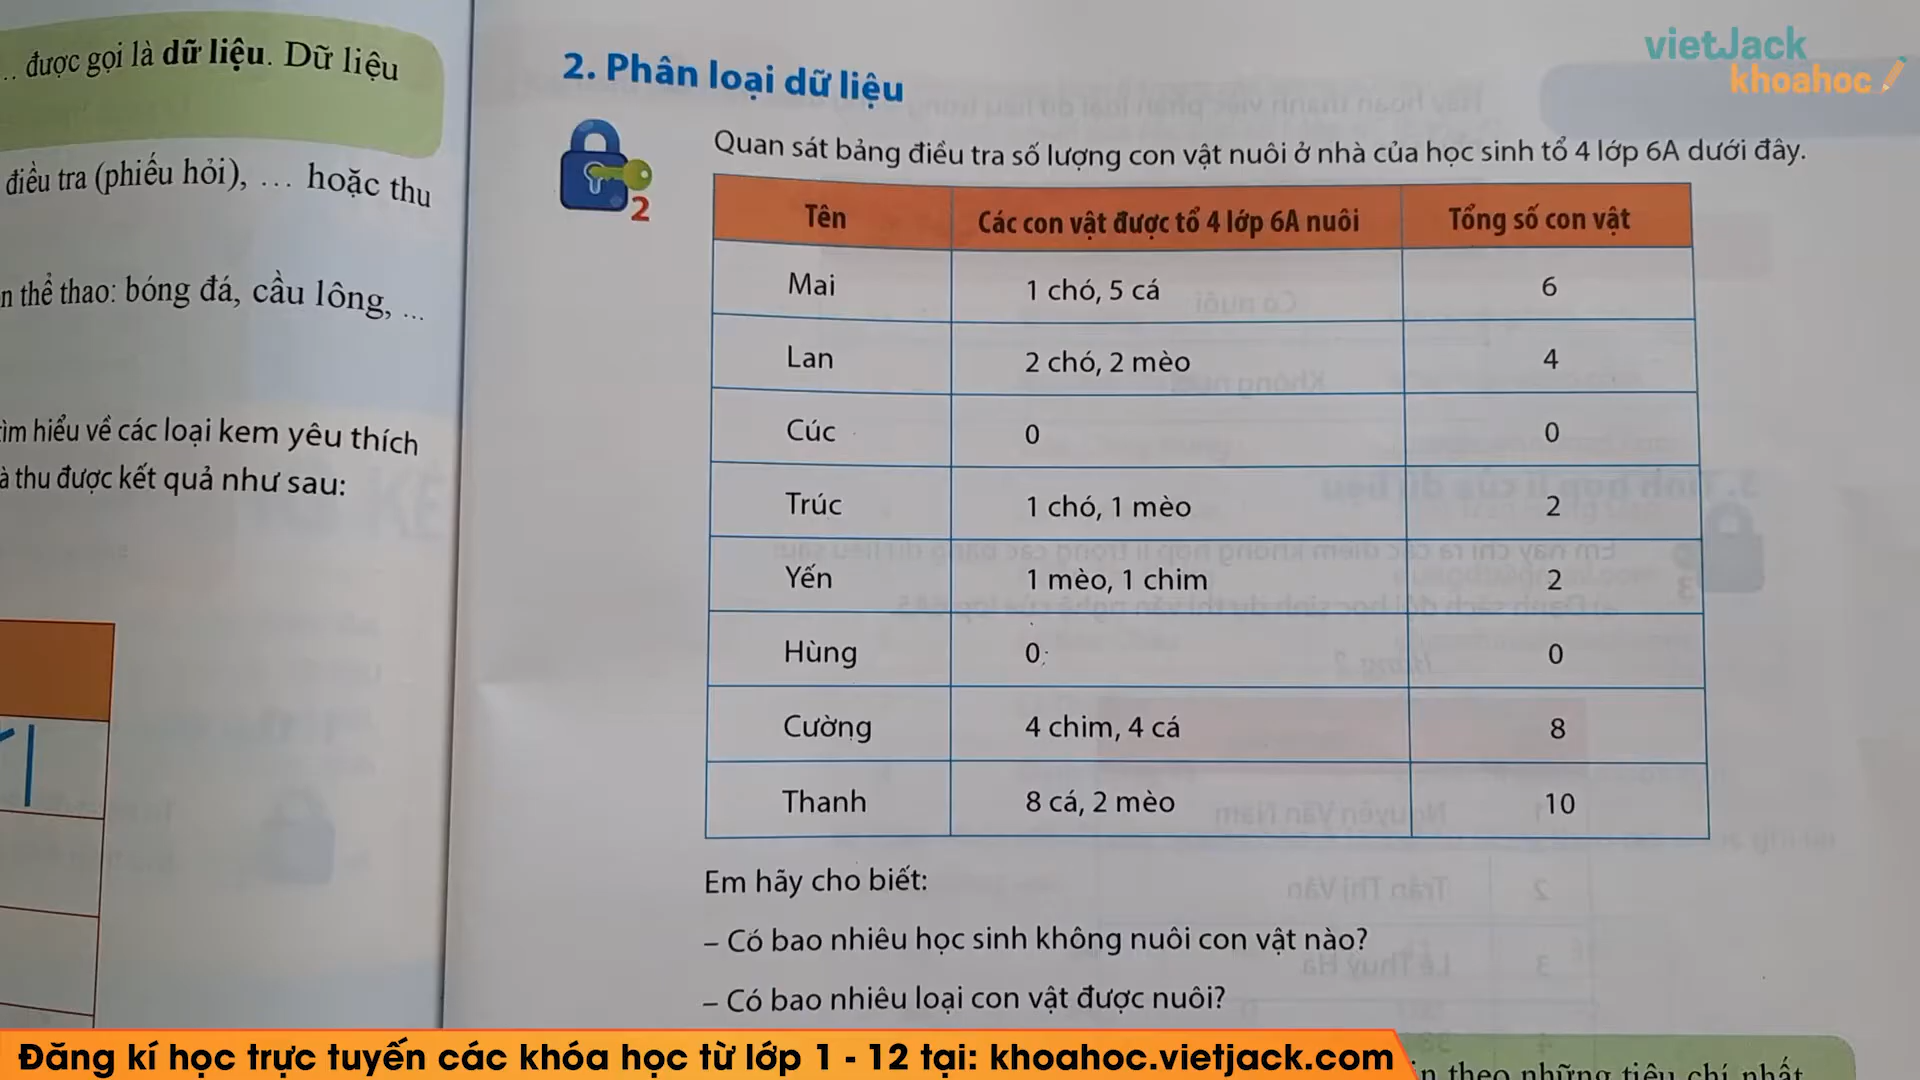 … được gọi là dữ liệu. Dữ liệu
điều tra (phiếu hỏi), … hoặc thu
n thể thao: bóng đá, cầu lông, …
tìm hiểu về các loại kem yêu thích
à thu được kết quả như sau:
vietJack
khoahoc
2. Phân loại dữ liệu
2
Quan sát bảng điều tra số lượng con vật nuôi ở nhà của học sinh tổ 4 lớp 6A dưới đây.
Tên Các con vật được tổ 4 lớp 6A nuôi Tổng số con vật
Mai 1 chó, 5 cá 6
Lan 2 chó, 2 mèo 4
Cúc 0 0
Trúc 1 chó, 1 mèo 2
Yến 1 mèo, 1 chim 2
Hùng 0 0
Cường 4 chim, 4 cá 8
Thanh 8 cá, 2 mèo 10
Em hãy cho biết:
– Có bao nhiêu học sinh không nuôi con vật nào?
– Có bao nhiêu loại con vật được nuôi?
theo những tiêu chí nhất
Đăng kí học trực tuyến các khóa học từ lớp 1 - 12 tại: khoahoc.vietjack.com